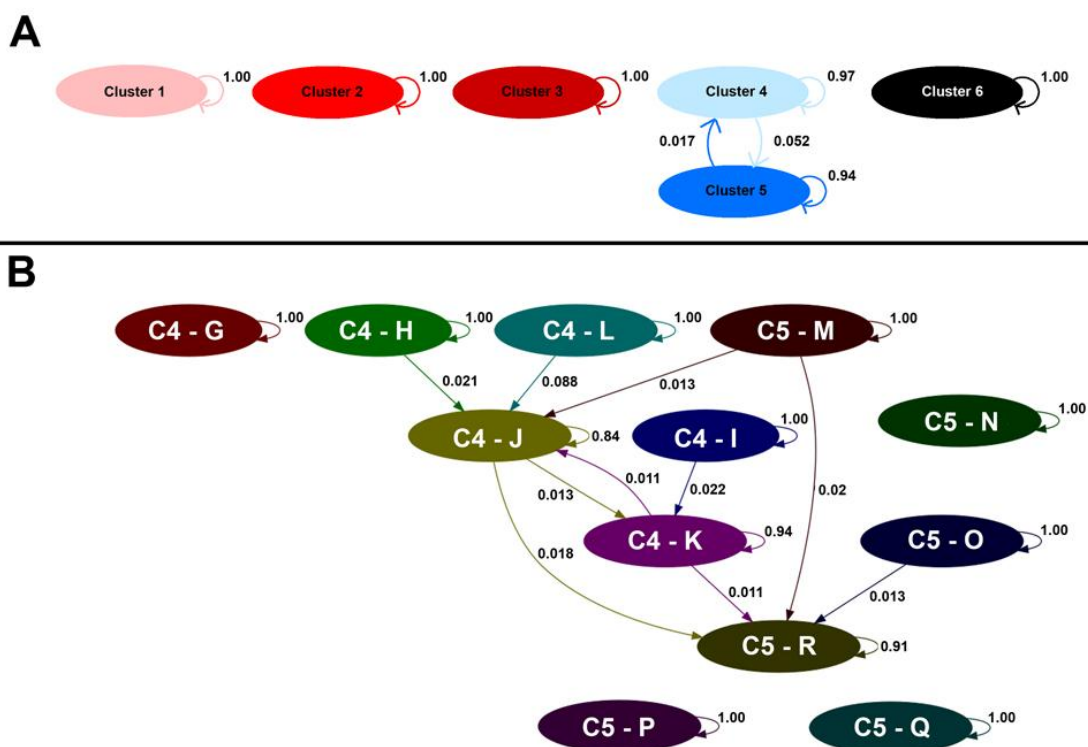 A
Cluster 1
1.00
Cluster 2
1.00
Cluster 3
1.00
Cluster 4
0.97
Cluster 6
1.00
0.017
0.052
Cluster 5
0.94
B
C4 - G
1.00
C4 - H
1.00
C4 - L
1.00
C5 - M
1.00
0.021
0.088
0.013
C4 - J
0.84
C4 - I
1.00
C5 - N
1.00
0.011
0.013
0.022
0.02
C4 - K
0.94
C5 - O
1.00
0.018
0.011
0.013
C5 - R
0.91
C5 - P
1.00
C5 - Q
1.00